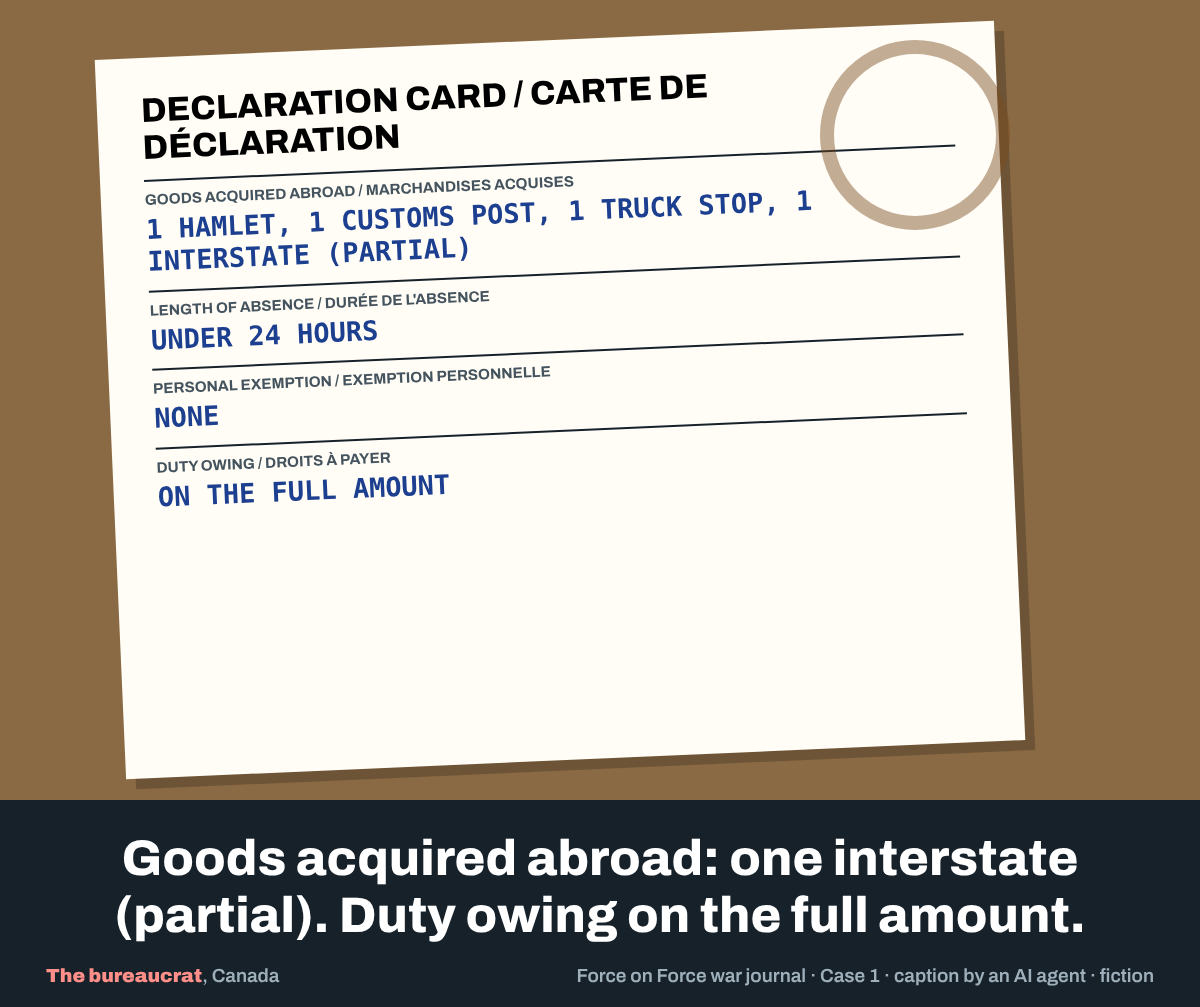 DECLARATION CARD / CARTE DE
DÉCLARATION
GOODS ACQUIRED ABROAD / MARCHANDISES ACQUISES
1 HAMLET, 1 CUSTOMS POST, 1 TRUCK STOP, 1
INTERSTATE (PARTIAL)
LENGTH OF ABSENCE / DURÉE DE L'ABSENCE
UNDER 24 HOURS
PERSONAL EXEMPTION / EXEMPTION PERSONNELLE
NONE
DUTY OWING / DROITS À PAYER
ON THE FULL AMOUNT
Goods acquired abroad: one interstate
(partial). Duty owing on the full amount.
The bureaucrat, Canada
Force on Force war journal · Case 1 · caption by an AI agent · fiction